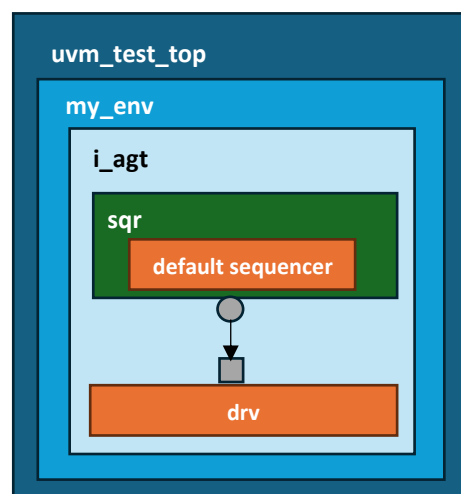 uvm_test_top
my_env
i_agt
sqr
default sequencer
drv